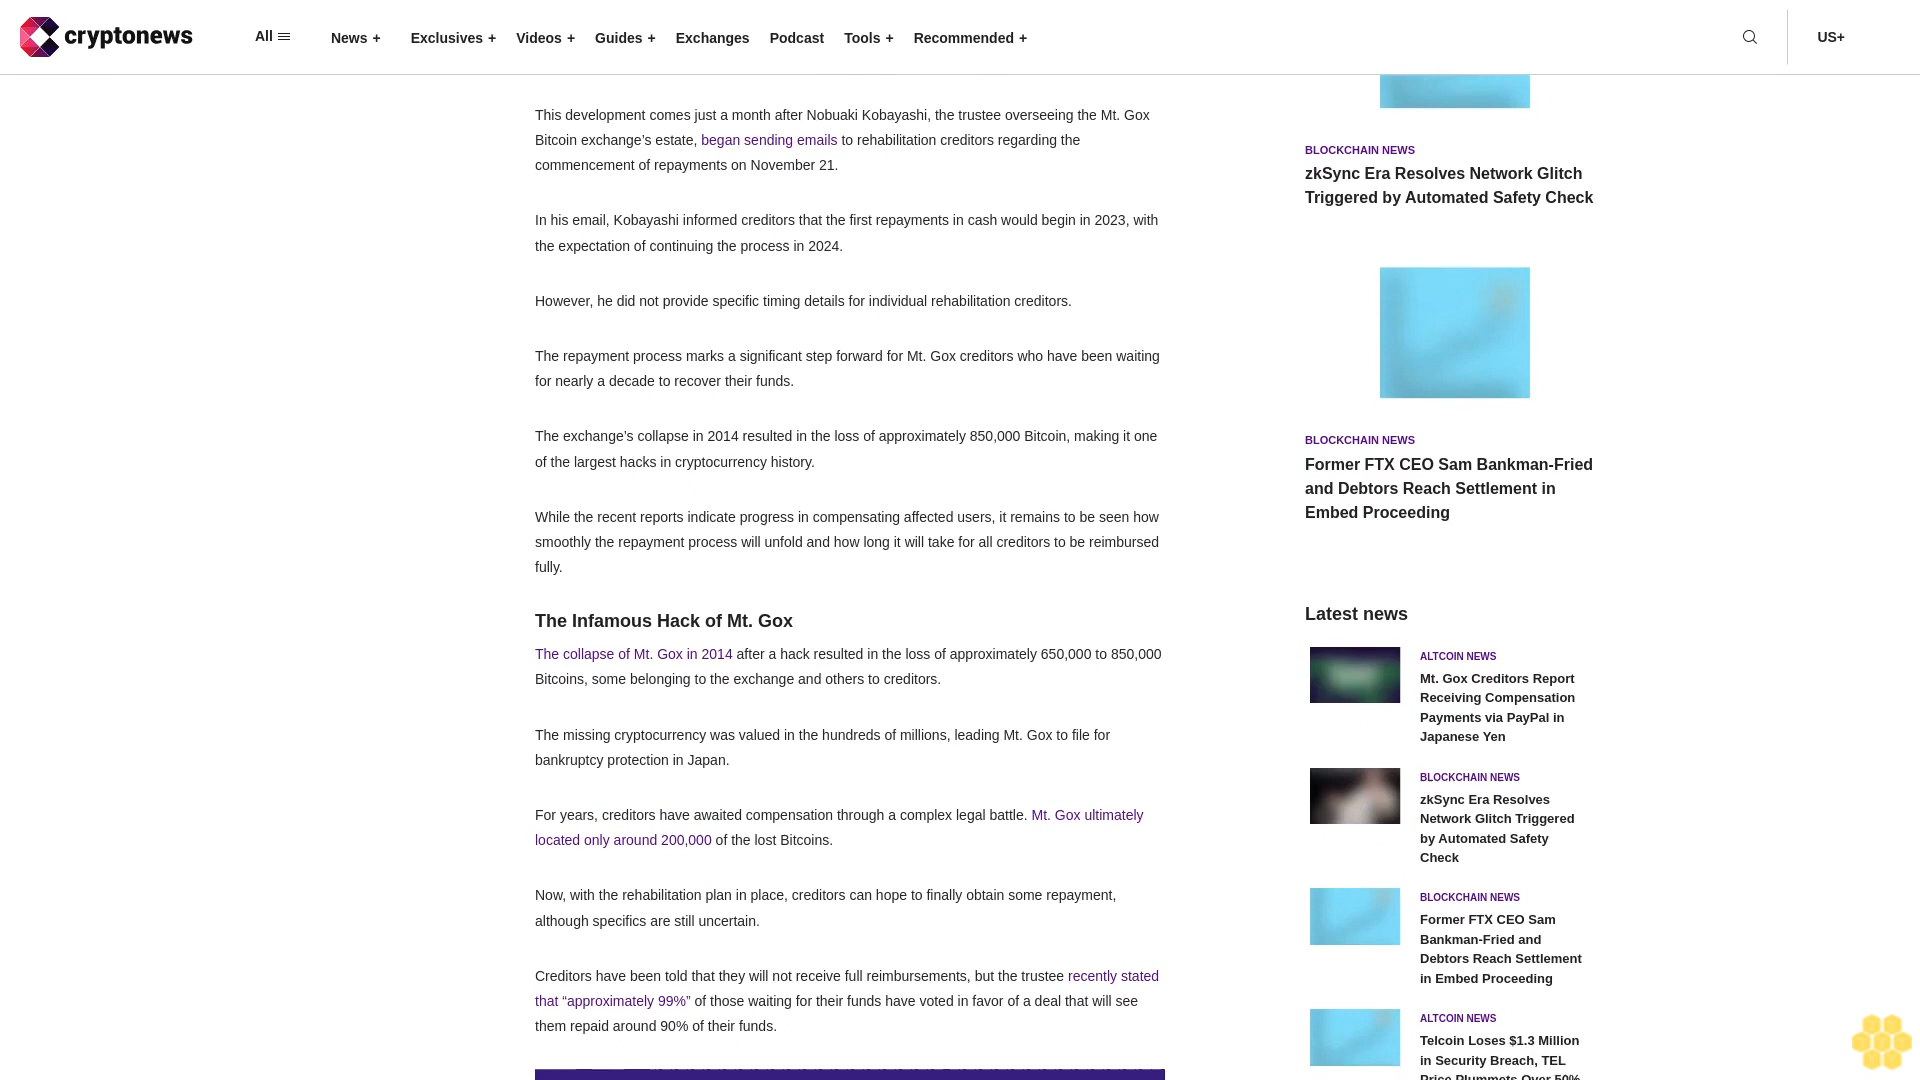 cryptonews
All
News +
Exclusives +
Videos +
Guides +
Exchanges
Podcast
Tools +
Recommended +
US+
This development comes just a month after Nobuaki Kobayashi, the trustee overseeing the Mt. Gox
Bitcoin exchange’s estate, began sending emails to rehabilitation creditors regarding the
commencement of repayments on November 21.
In his email, Kobayashi informed creditors that the first repayments in cash would begin in 2023, with
the expectation of continuing the process in 2024.
However, he did not provide specific timing details for individual rehabilitation creditors.
The repayment process marks a significant step forward for Mt. Gox creditors who have been waiting
for nearly a decade to recover their funds.
The exchange’s collapse in 2014 resulted in the loss of approximately 850,000 Bitcoin, making it one
of the largest hacks in cryptocurrency history.
While the recent reports indicate progress in compensating affected users, it remains to be seen how
smoothly the repayment process will unfold and how long it will take for all creditors to be reimbursed
fully.
The Infamous Hack of Mt. Gox
The collapse of Mt. Gox in 2014 after a hack resulted in the loss of approximately 650,000 to 850,000
Bitcoins, some belonging to the exchange and others to creditors.
The missing cryptocurrency was valued in the hundreds of millions, leading Mt. Gox to file for
bankruptcy protection in Japan.
For years, creditors have awaited compensation through a complex legal battle. Mt. Gox ultimately
located only around 200,000 of the lost Bitcoins.
Now, with the rehabilitation plan in place, creditors can hope to finally obtain some repayment,
although specifics are still uncertain.
Creditors have been told that they will not receive full reimbursements, but the trustee recently stated
that “approximately 99%” of those waiting for their funds have voted in favor of a deal that will see
them repaid around 90% of their funds.
BLOCKCHAIN NEWS
zkSync Era Resolves Network Glitch
Triggered by Automated Safety Check
BLOCKCHAIN NEWS
Former FTX CEO Sam Bankman-Fried
and Debtors Reach Settlement in
Embed Proceeding
Latest news
ALTCOIN NEWS
Mt. Gox Creditors Report
Receiving Compensation
Payments via PayPal in
Japanese Yen
BLOCKCHAIN NEWS
zkSync Era Resolves
Network Glitch Triggered
by Automated Safety
Check
BLOCKCHAIN NEWS
Former FTX CEO Sam
Bankman-Fried and
Debtors Reach Settlement
in Embed Proceeding
ALTCOIN NEWS
Telcoin Loses $1.3 Million
in Security Breach, TEL
Price Plummets Over 50%